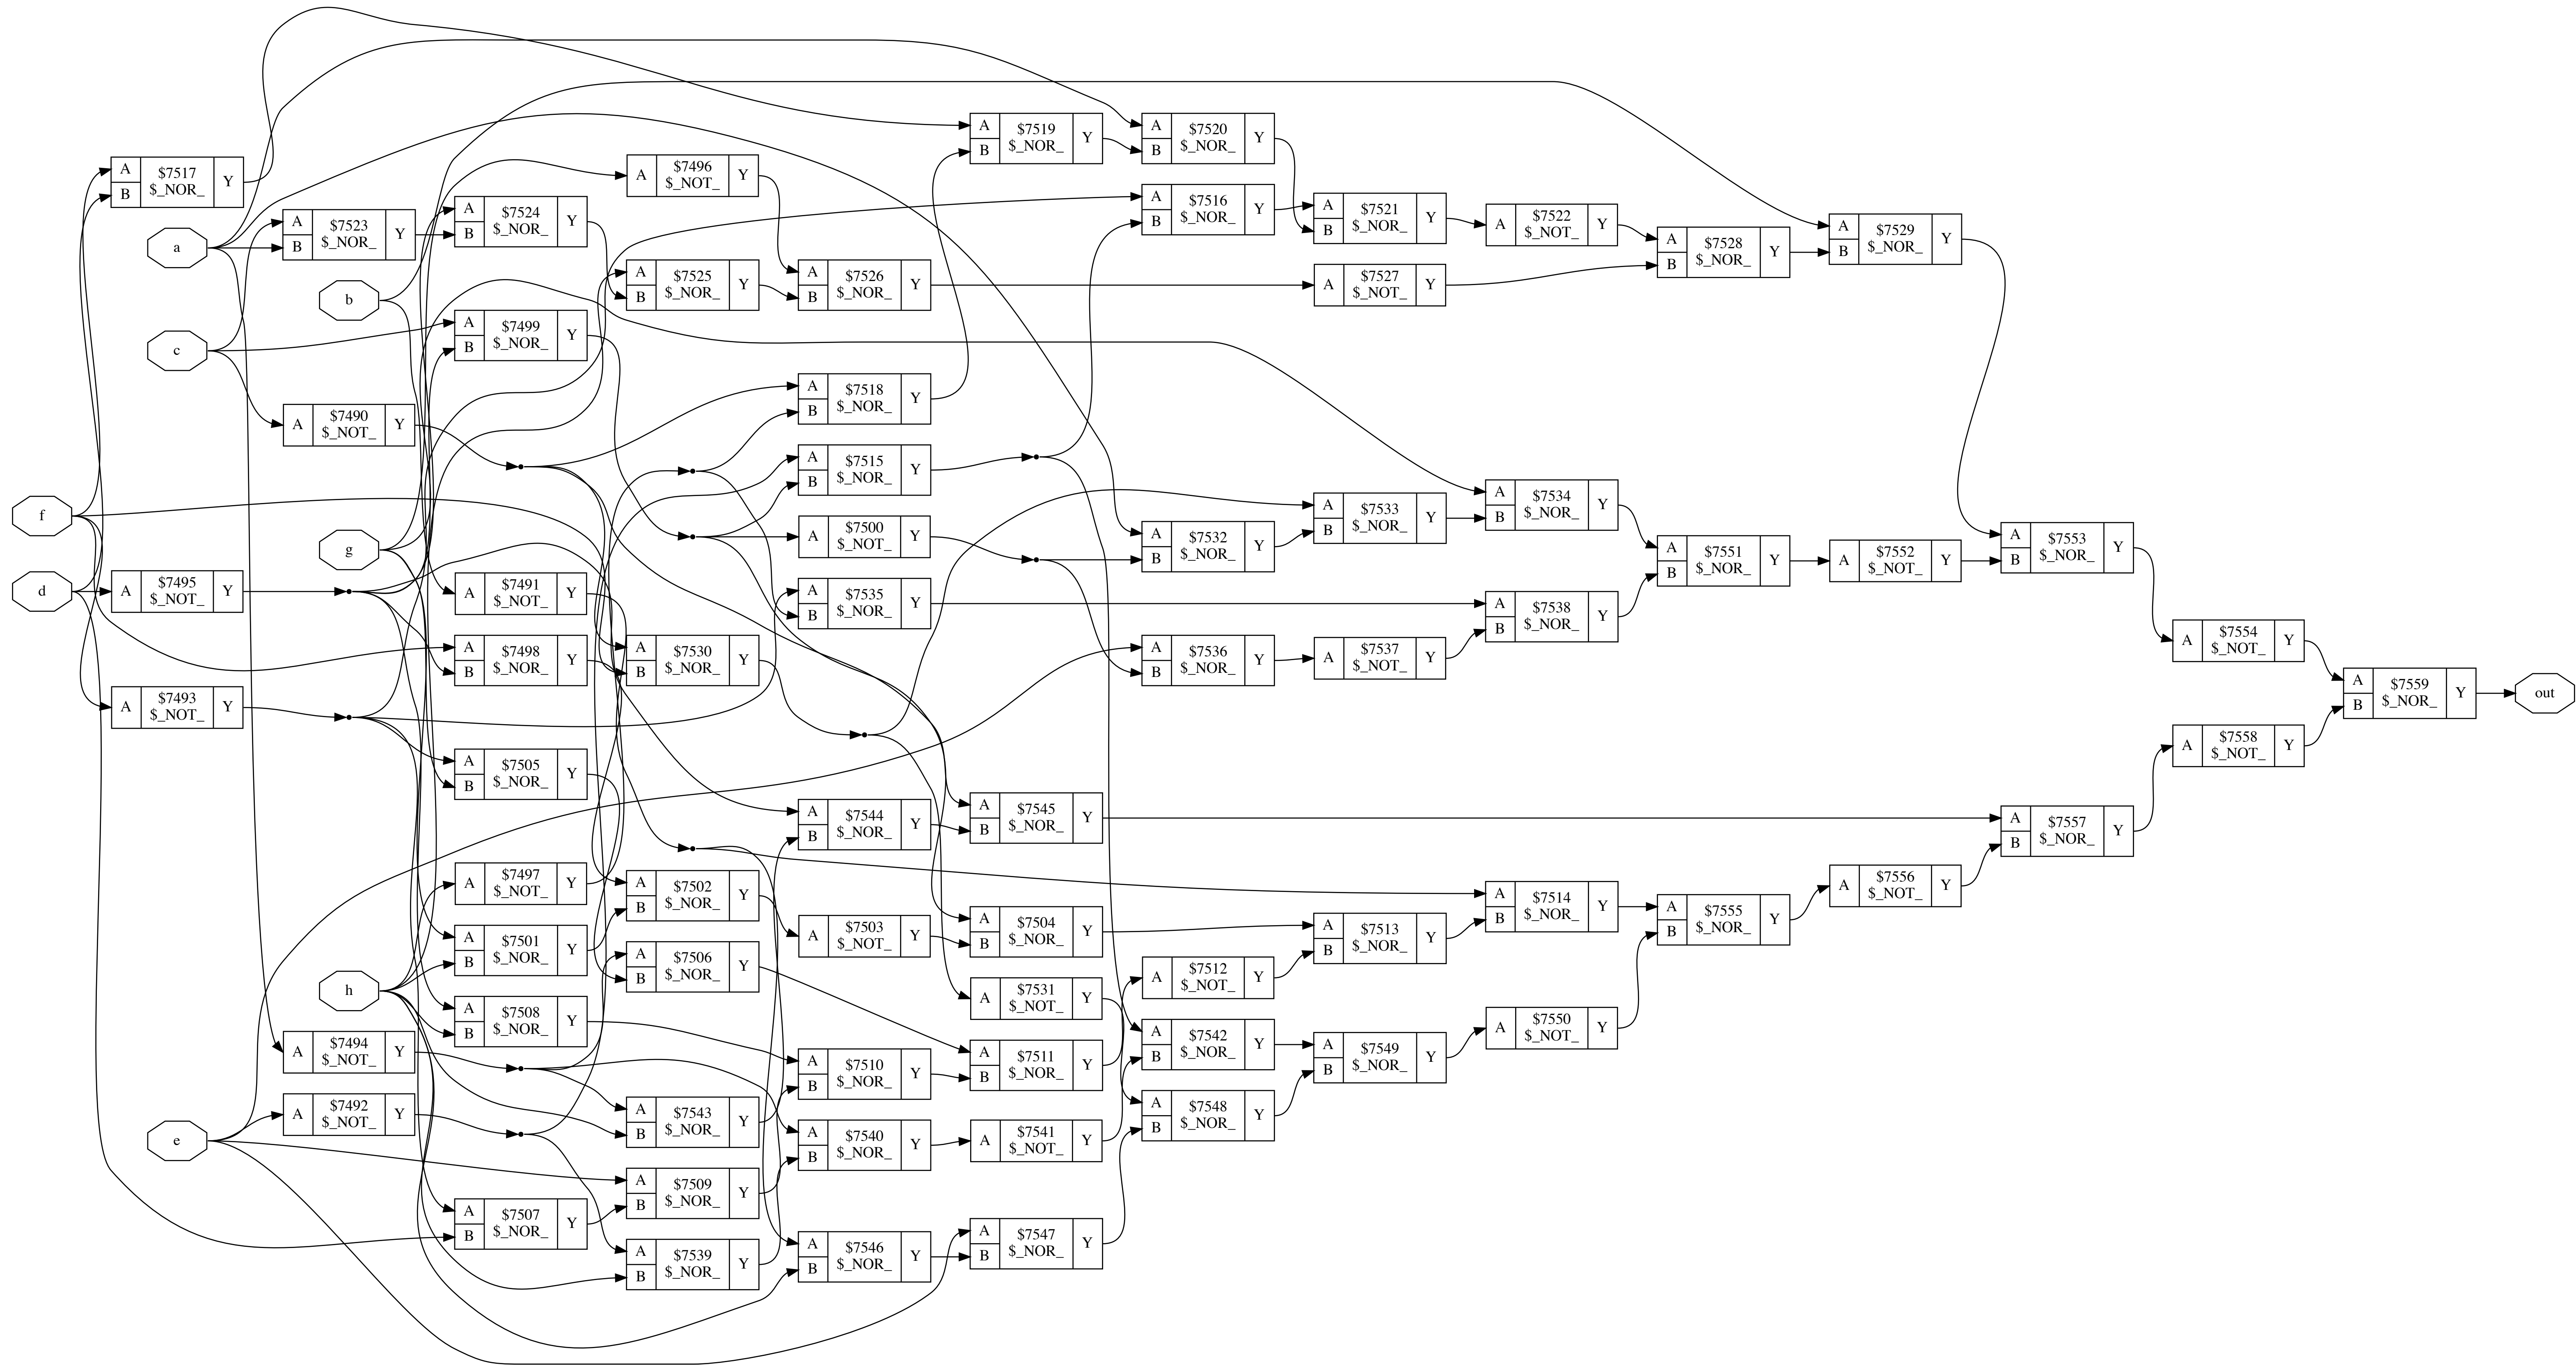 f
d
A
B
$7517
$_NOR_
Y
A
$7495
$_NOT_
Y
A
$7493
$_NOT_
Y
a
c
e
A
B
$7523
$_NOR_
Y
A
$7490
$_NOT_
Y
A
$7494
$_NOT_
Y
A
$7492
$_NOT_
Y
b
g
h
A
B
$7524
$_NOR_
Y
A
B
$7499
$_NOR_
Y
A
$7491
$_NOT_
Y
A
B
$7498
$_NOR_
Y
A
B
$7505
$_NOR_
Y
A
$7497
$_NOT_
Y
A
B
$7501
$_NOR_
Y
A
B
$7508
$_NOR_
Y
A
B
$7507
$_NOR_
Y
A
$7496
$_NOT_
Y
A
B
$7525
$_NOR_
Y
A
B
$7530
$_NOR_
Y
A
B
$7502
$_NOR_
Y
A
B
$7506
$_NOR_
Y
A
B
$7543
$_NOR_
Y
A
B
$7509
$_NOR_
Y
A
B
$7539
$_NOR_
Y
A
B
$7526
$_NOR_
Y
A
B
$7518
$_NOR_
Y
A
B
$7515
$_NOR_
Y
A
$7500
$_NOT_
Y
A
B
$7535
$_NOR_
Y
A
B
$7544
$_NOR_
Y
A
$7503
$_NOT_
Y
A
B
$7510
$_NOR_
Y
A
B
$7540
$_NOR_
Y
A
B
$7546
$_NOR_
Y
A
B
$7519
$_NOR_
Y
A
B
$7545
$_NOR_
Y
A
B
$7504
$_NOR_
Y
A
$7531
$_NOT_
Y
A
B
$7511
$_NOR_
Y
A
$7541
$_NOT_
Y
A
B
$7547
$_NOR_
Y
A
B
$7520
$_NOR_
Y
A
B
$7516
$_NOR_
Y
A
B
$7532
$_NOR_
Y
A
B
$7536
$_NOR_
Y
A
$7512
$_NOT_
Y
A
B
$7542
$_NOR_
Y
A
B
$7548
$_NOR_
Y
A
B
$7521
$_NOR_
Y
A
$7527
$_NOT_
Y
A
B
$7533
$_NOR_
Y
A
$7537
$_NOT_
Y
A
B
$7513
$_NOR_
Y
A
B
$7549
$_NOR_
Y
A
$7522
$_NOT_
Y
A
B
$7534
$_NOR_
Y
A
B
$7538
$_NOR_
Y
A
B
$7514
$_NOR_
Y
A
$7550
$_NOT_
Y
A
B
$7528
$_NOR_
Y
A
B
$7551
$_NOR_
Y
A
B
$7555
$_NOR_
Y
A
B
$7529
$_NOR_
Y
A
$7552
$_NOT_
Y
A
$7556
$_NOT_
Y
A
B
$7553
$_NOR_
Y
A
B
$7557
$_NOR_
Y
A
$7554
$_NOT_
Y
A
$7558
$_NOT_
Y
A
B
$7559
$_NOR_
Y
out